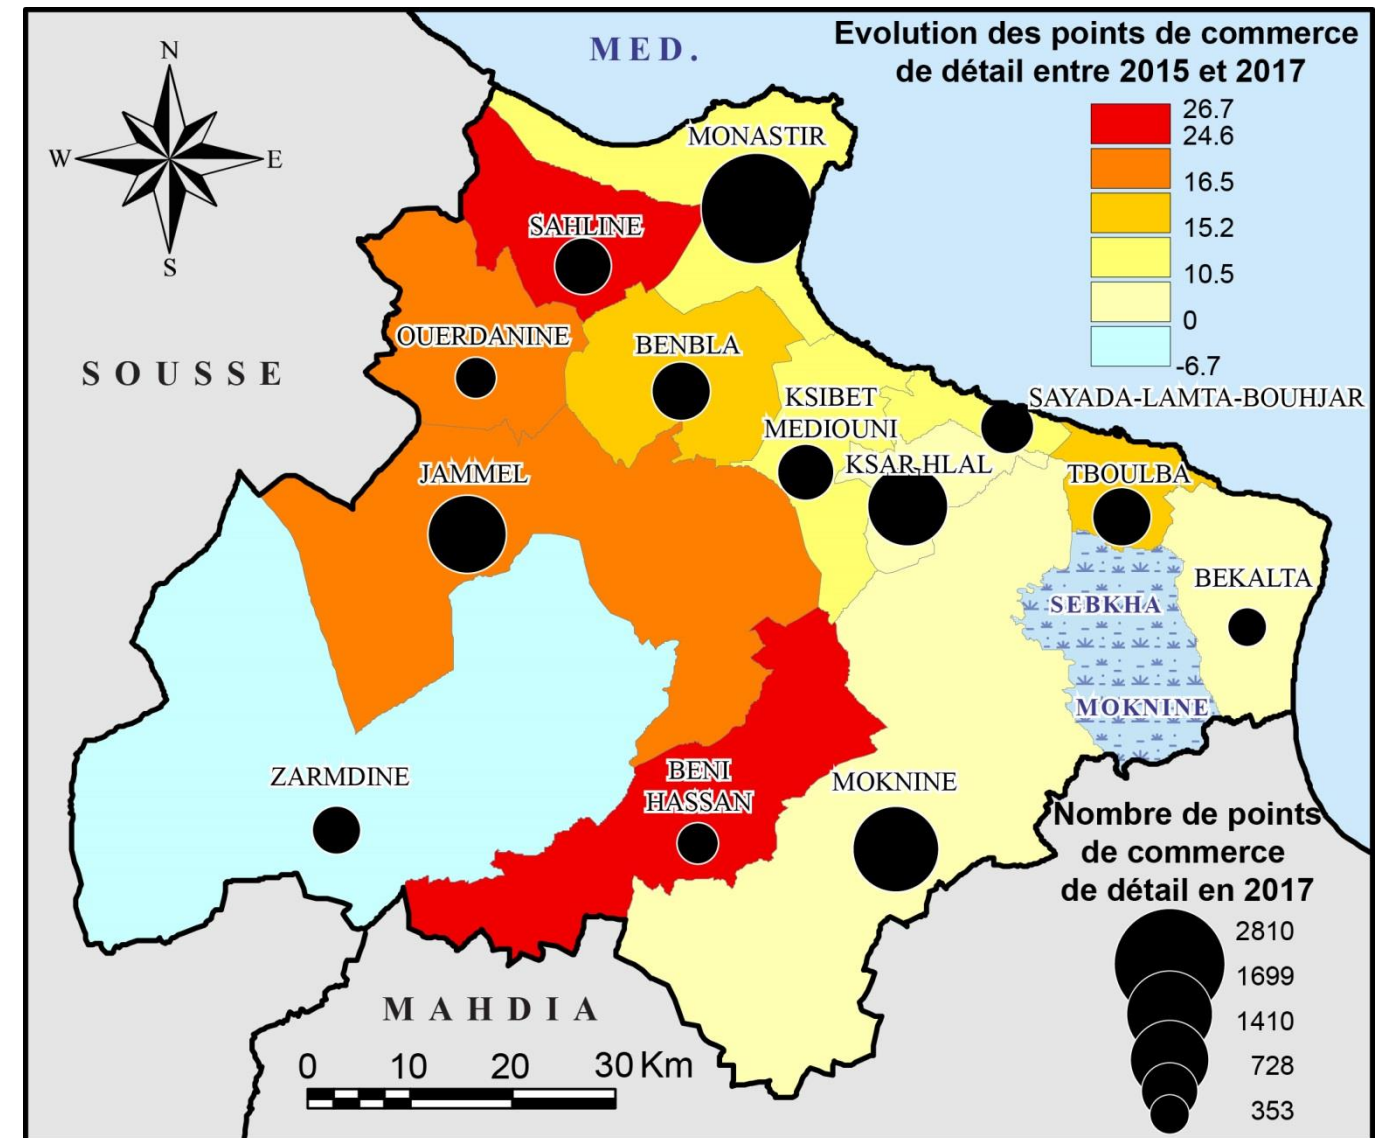 MED.
Evolution des points de commerce
de détail entre 2015 et 2017
26.7
24.6
16.5
15.2
10.5
0
-6.7
N
W
E
S
MONASTIR
SAHLINE
OUERDANINE
BENBLA
SOUSSE
KSIBET
MEDIOUNI
SAYADA-LAMTA-BOUHJAR
KSAR-HLAL
TBOULBA
JAMMEL
BEKALTA
SEBKHA
MOKNINE
ZARMDINE
BENI
HASSAN
MOKNINE
MAHDIA
0 10 20 30 Km
Nombre de points
de commerce
de détail en 2017
2810
1699
1410
728
353